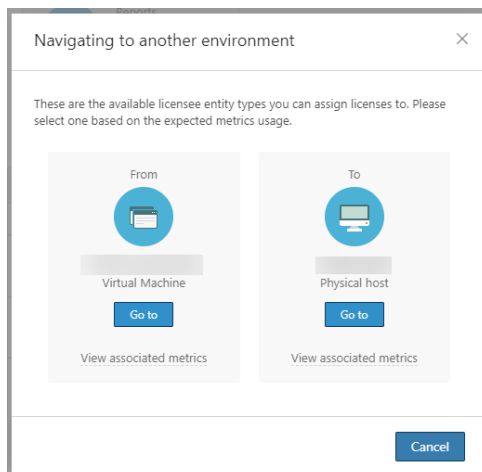 Reports
Navigating to another environment
These are the available licensee entity types you can assign licenses to. Please
select one based on the expected metrics usage.
From
Virtual Machine
Go to
View associated metrics
To
Physical host
Go to
View associated metrics
Cancel